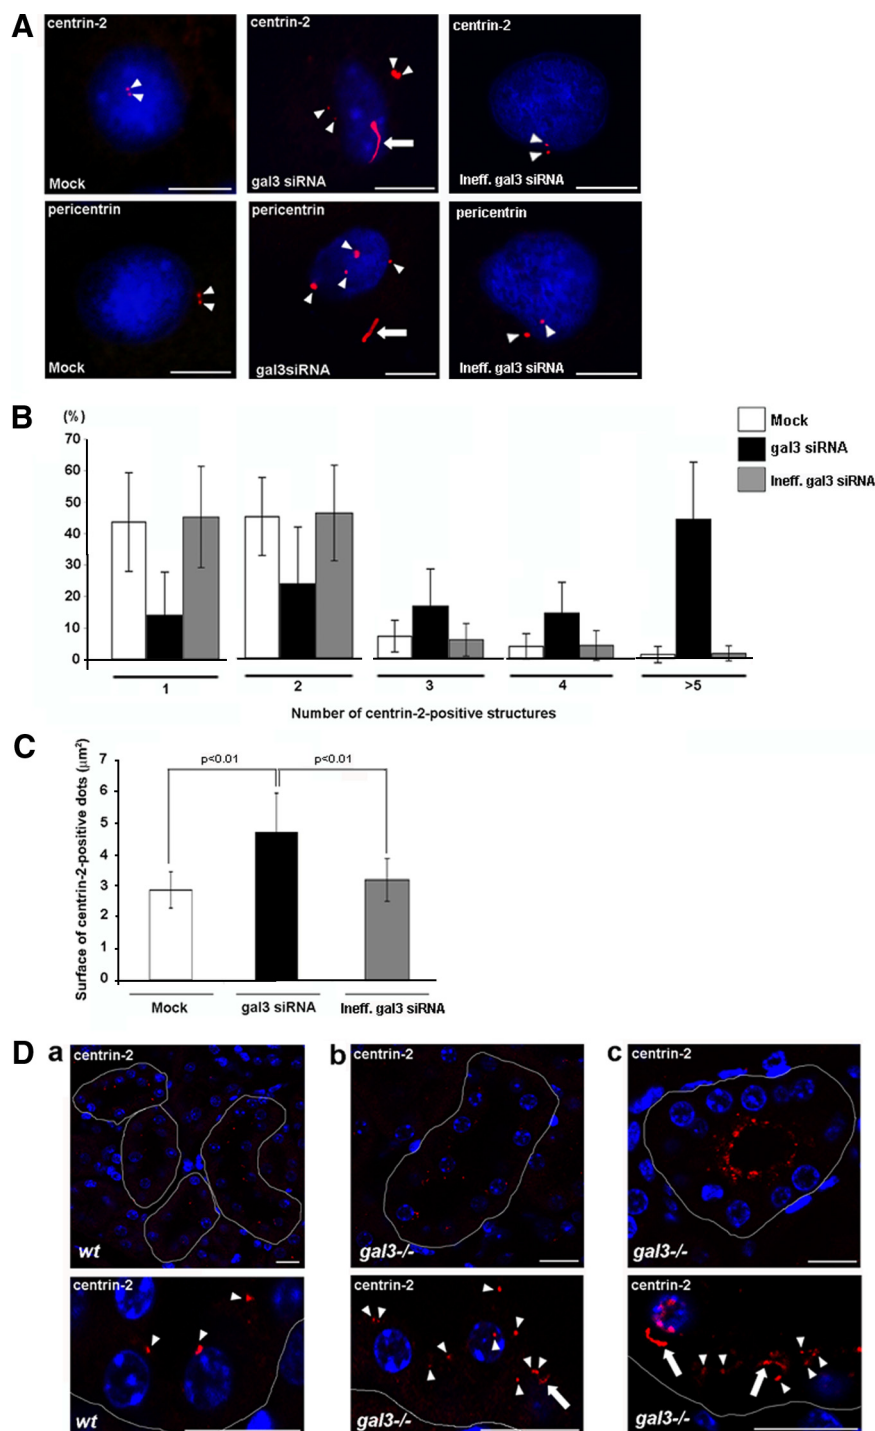 A
centrin-2
centrin-2
centrin-2
Mock
gal3 siRNA
Ineff. gal3 siRNA
pericentrin
pericentrin
pericentrin
Mock
gal3siRNA
Ineff. gal3 siRNA
B
(%)
70
60
50
40
30
20
10
0
Mock
gal3 siRNA
Ineff. gal3 siRNA
1
2
3
4
>5
Number of centrin-2-positive structures
C
Surface of centrin-2-positive dots (µm²)
7
6
5
4
3
2
1
0
p<0.01
p<0.01
Mock
gal3 siRNA
Ineff. gal3 siRNA
D
a
centrin-2
wt
b
centrin-2
gal3-/-
c
centrin-2
gal3-/-
centrin-2
wt
centrin-2
gal3-/-
centrin-2
gal3-/-